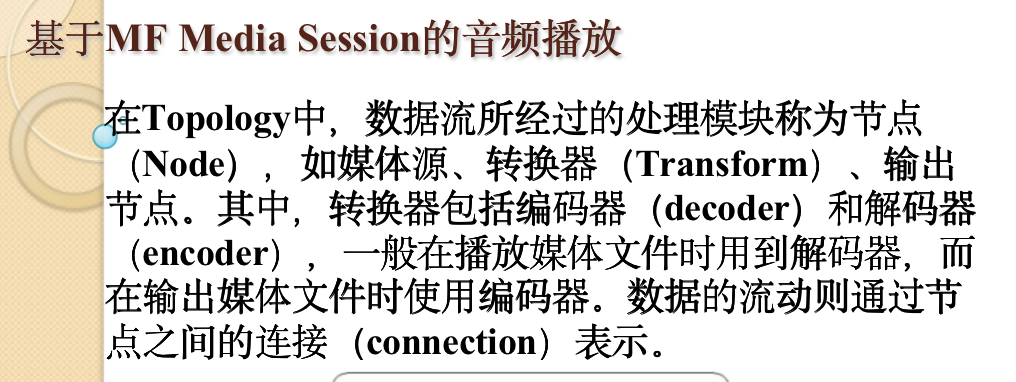 基于MF Media Session的音频播放
在Topology中，数据流所经过的处理模块称为节点
（Node），如媒体源、转换器（Transform）、输出
节点。其中，转换器包括编码器（decoder）和解码器
（encoder），一般在播放媒体文件时用到解码器，而
在输出媒体文件时使用编码器。数据的流动则通过节
点之间的连接（connection）表示。